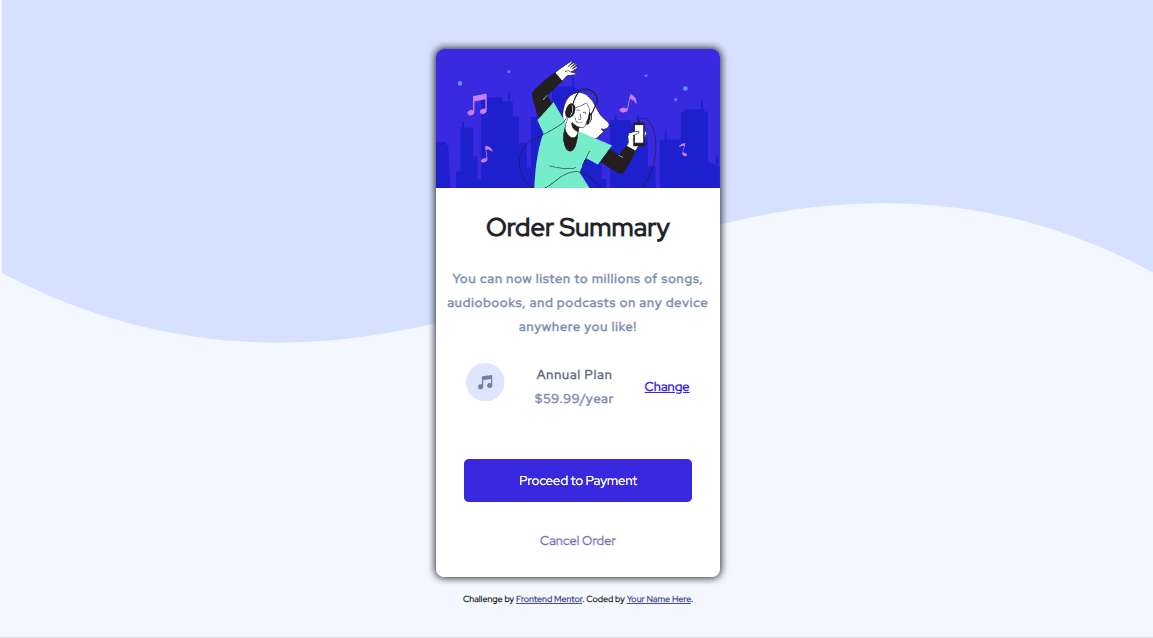 Order Summary
You can now listen to millions of songs,
audiobooks, and podcasts on any device
anywhere you like!
Annual Plan
$59.99/year
Change
Proceed to Payment
Cancel Order
Challenge by Frontend Mentor. Coded by Your Name Here.